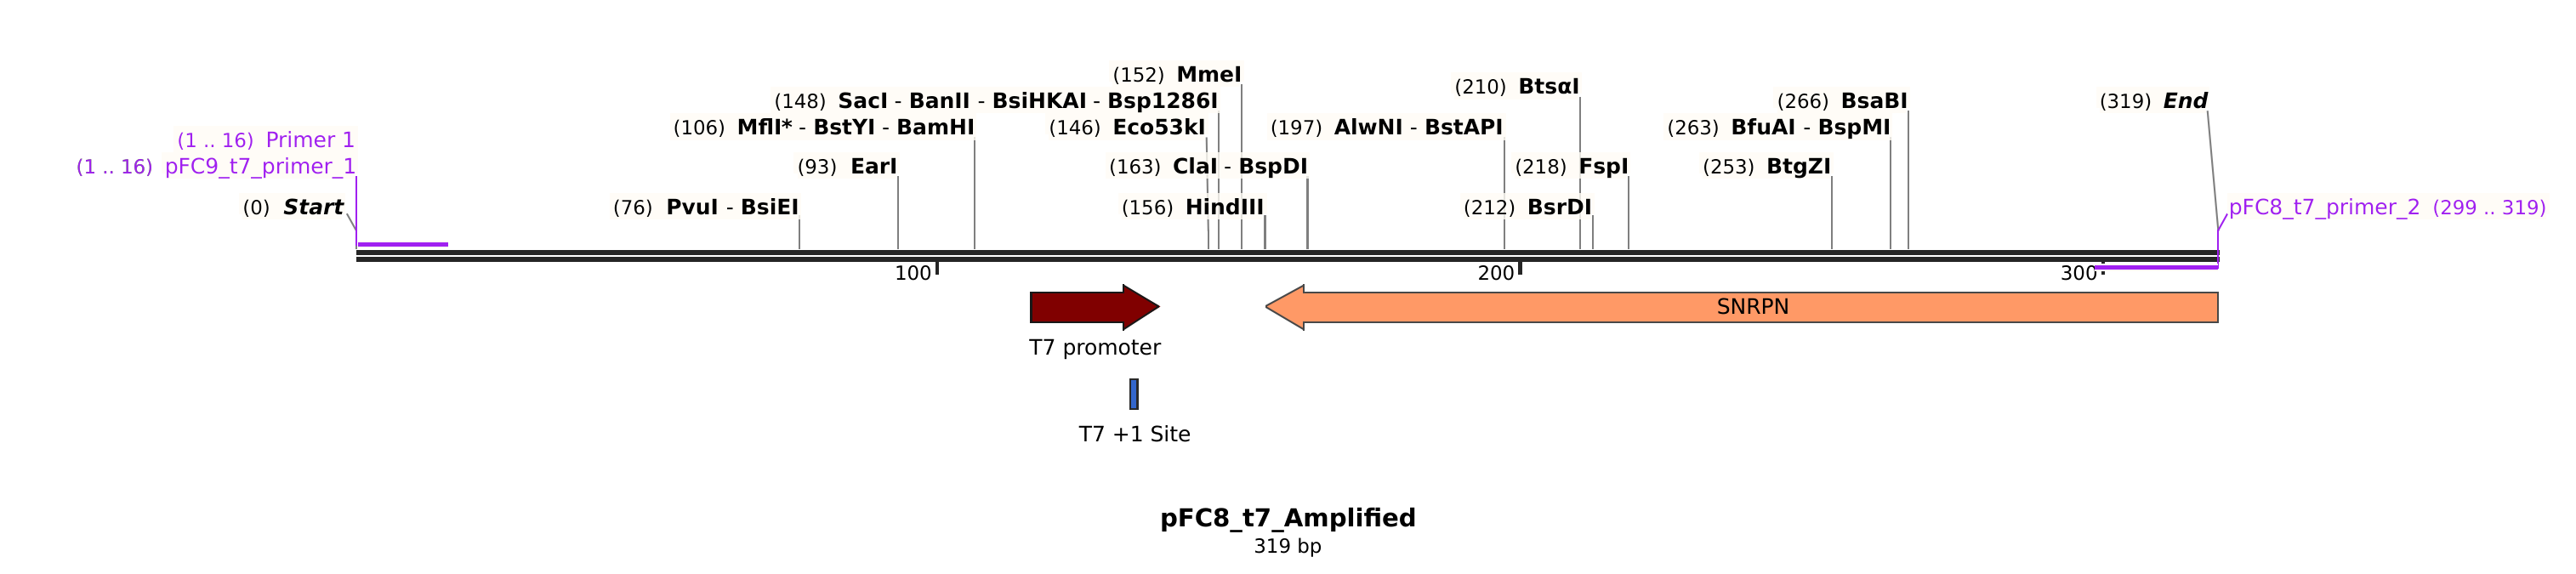 (152) MmeI
(210) BtsαI
(148) SacI - BanII - BsiHKAI - Bsp1286I
(266) BsaBI
(319) End
(106) MflI* - BstYI - BamHI
(146) Eco53kI
(197) AlwNI - BstAPI
(263) BfuAI - BspMI
(1 .. 16) Primer 1
(1 .. 16) pFC9_t7_primer_1
(93) EarI
(163) ClaI - BspDI
(218) FspI
(253) BtgZI
(0) Start
(76) PvuI - BsiEI
(156) HindIII
(212) BsrDI
pFC8_t7_primer_2 (299 .. 319)
100
200
300
SNRPN
T7 promoter
T7 +1 Site
pFC8_t7_Amplified
319 bp